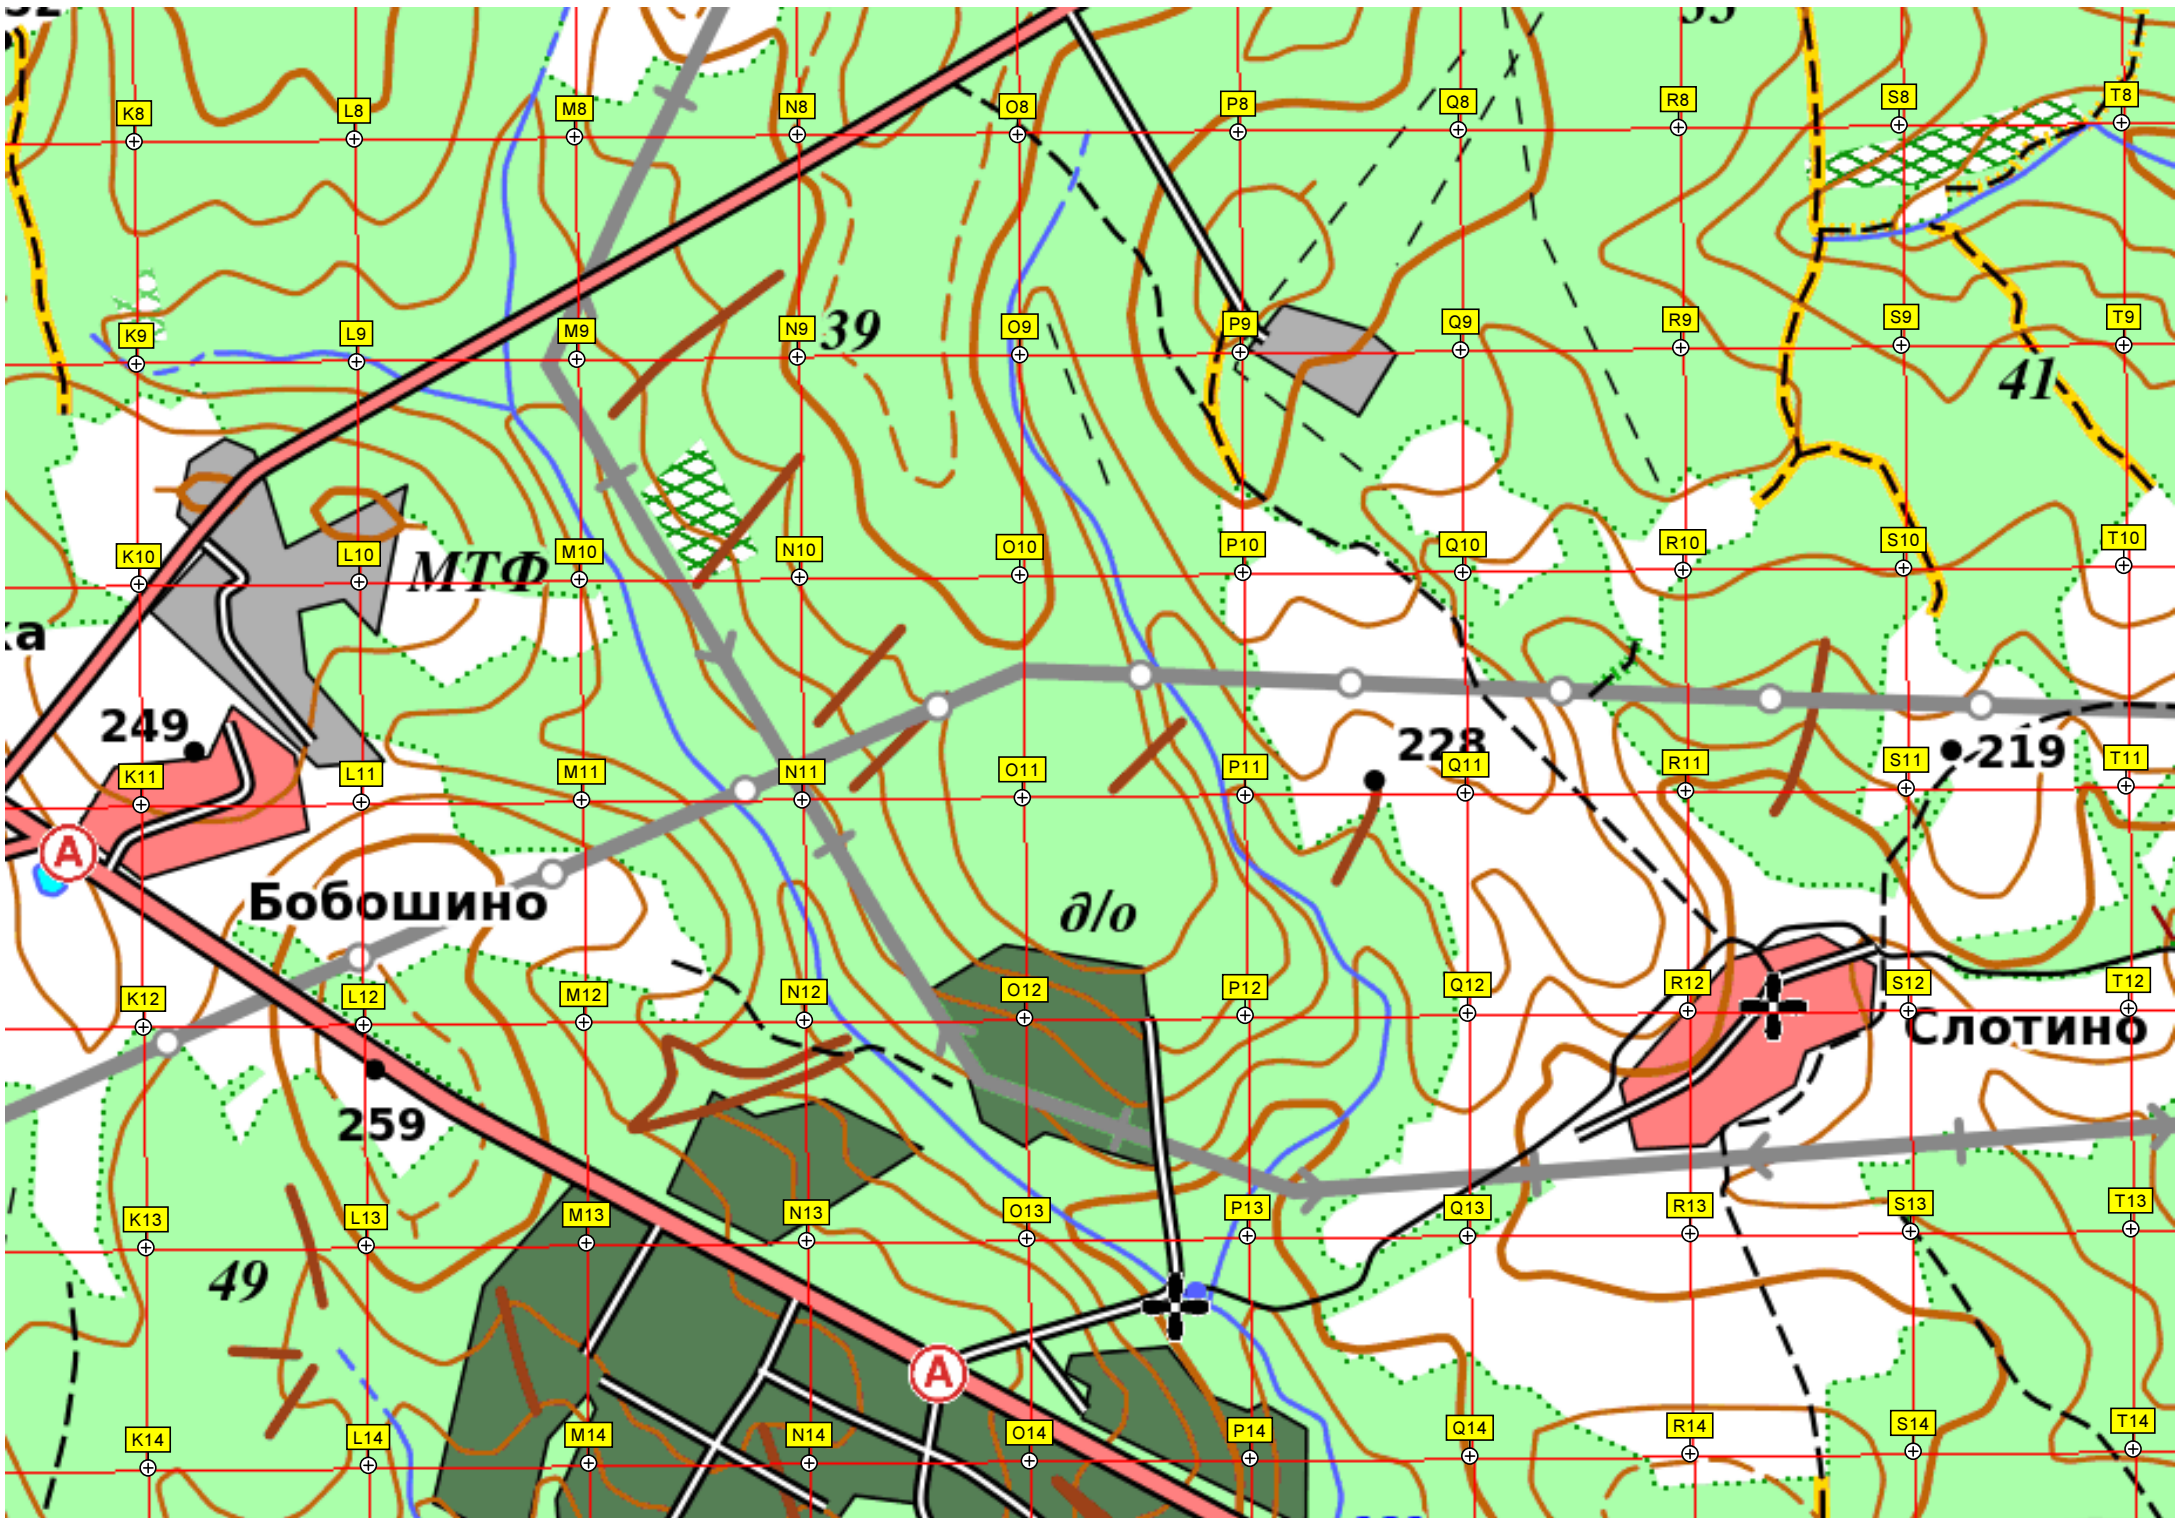 K8 L8 M8 N8 O8 P8 Q8 R8 S8 T8
K9 L9 M9 N9 39 O9 P9 Q9 R9 S9 T9
41
K10 L10 МТФ M10 N10 O10 P10 Q10 R10 S10 T10
ка
249 228 219
K11 L11 M11 N11 O11 P11 Q11 R11 S11 T11
А
Бобошино д/о
K12 L12 M12 N12 O12 P12 Q12 R12 S12 T12
Слотино
259
K13 L13 M13 N13 O13 P13 Q13 R13 S13 T13
49
А
K14 L14 M14 N14 O14 P14 Q14 R14 S14 T14